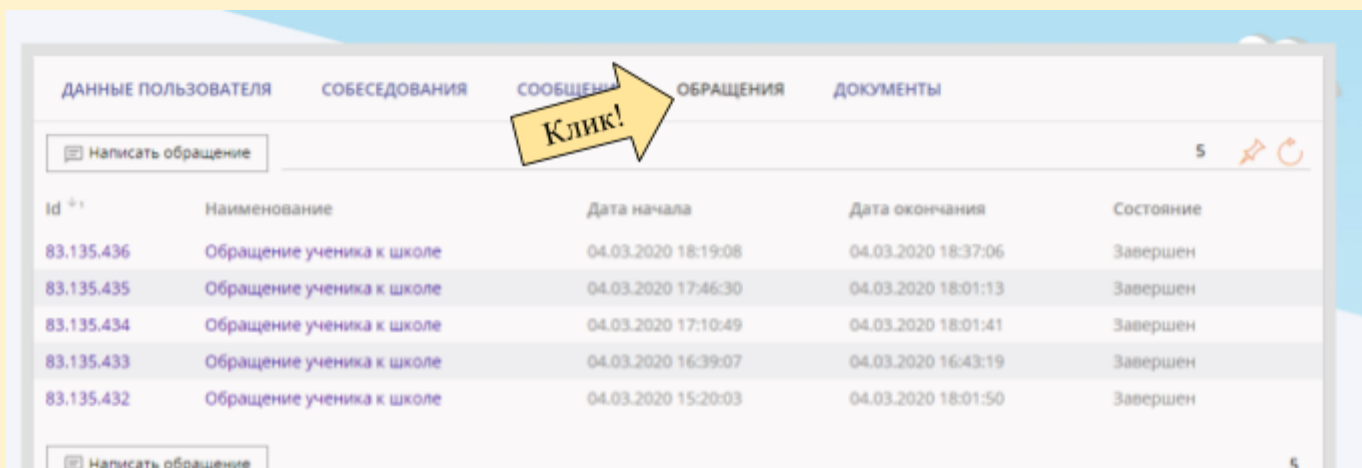 ДАННЫЕ ПОЛЬЗОВАТЕЛЯ СОБЕСЕДОВАНИЯ ОБРАЩЕНИЯ ДОКУМЕНТЫ
Клик!
Написать обращение 5
Id Наименование Дата начала Дата окончания Состояние
83.135.436 Обращение ученика к школе 04.03.2020 18:19:08 04.03.2020 18:37:06 Завершен
83.135.435 Обращение ученика к школе 04.03.2020 17:46:30 04.03.2020 18:01:13 Завершен
83.135.434 Обращение ученика к школе 04.03.2020 17:10:49 04.03.2020 18:01:41 Завершен
83.135.433 Обращение ученика к школе 04.03.2020 16:39:07 04.03.2020 16:43:19 Завершен
83.135.432 Обращение ученика к школе 04.03.2020 15:20:03 04.03.2020 18:01:50 Завершен
Написать обращение 5